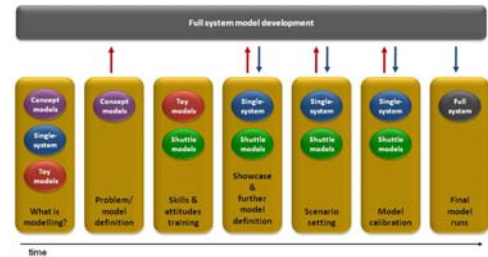 Full system model development
Concept
models
Single-
system
Toy
models
What is
modelling?
Concept
models
Problem/
model
definition
Toy
models
Shuttle
models
Skills &
attitudes
training
Single-
system
Shuttle
models
Showcase
& further
model
definition
Single-
system
Shuttle
models
Scenario
setting
Single-
system
Shuttle
models
Model
calibration
Full
system
Final
model
runs
time